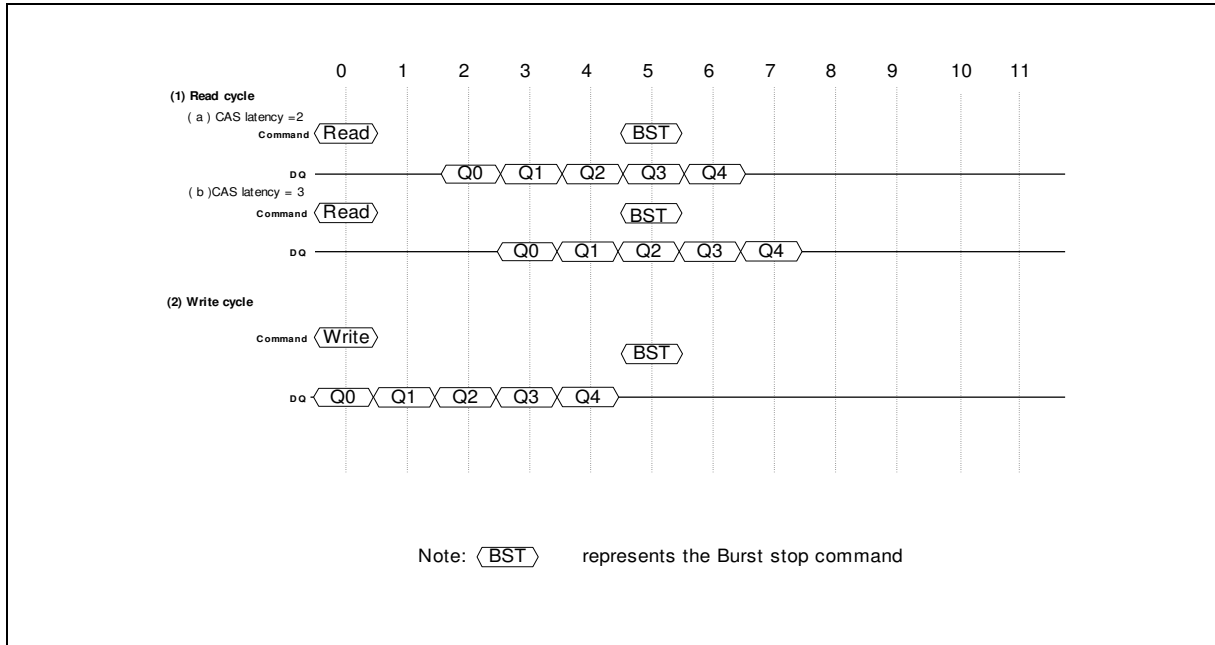 0 1 2 3 4 5 6 7 8 9 10 11
(1) Read cycle
( a ) CAS latency =2
Command Read BST
DQ Q0 Q1 Q2 Q3 Q4
( b )CAS latency = 3
Command Read BST
DQ Q0 Q1 Q2 Q3 Q4
(2) Write cycle
Command Write BST
DQ Q0 Q1 Q2 Q3 Q4
Note: BST represents the Burst stop command